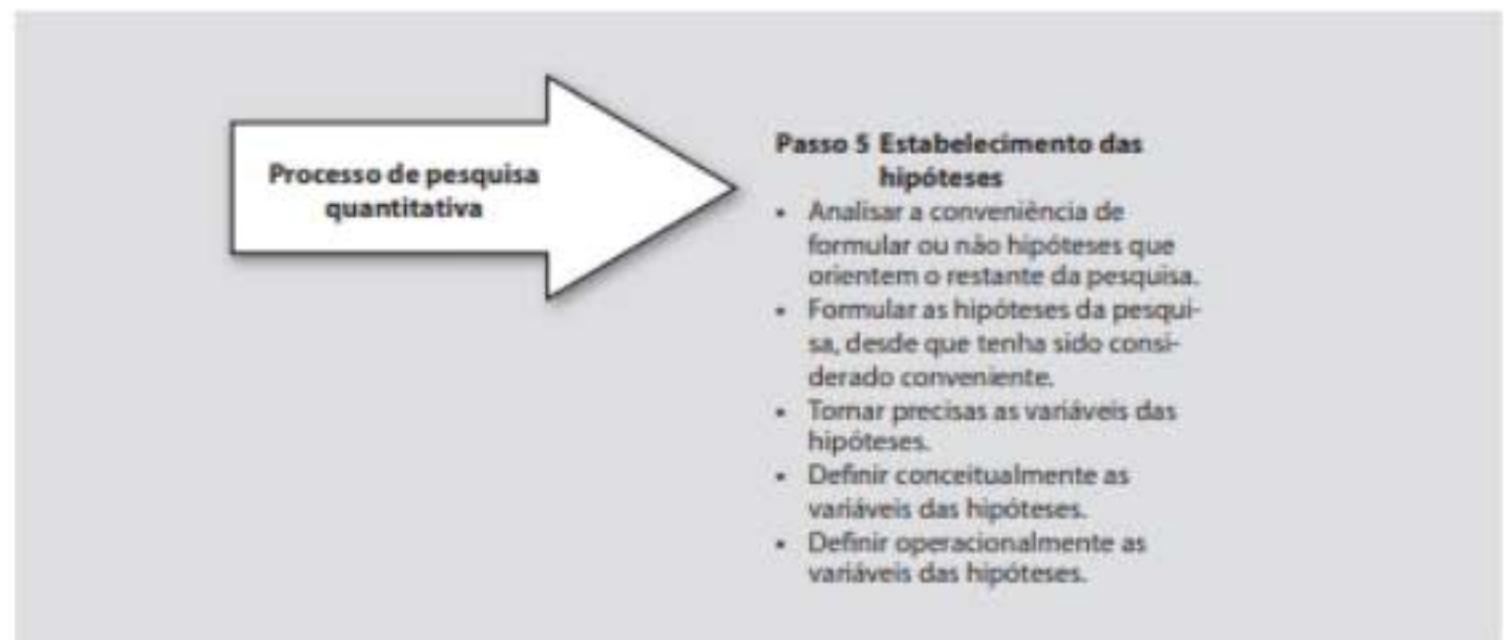 Processo de pesquisa
quantitativa
Passo 5 Estabelecimento das
hipóteses
• Analisar a conveniência de
formular ou não hipóteses que
orientem o restante da pesquisa.
• Formular as hipóteses da pesqui-
sa, desde que tenha sido consi-
derado conveniente.
• Tornar precisas as variáveis das
hipóteses.
• Definir conceitualmente as
variáveis das hipóteses.
• Definir operacionalmente as
variáveis das hipóteses.